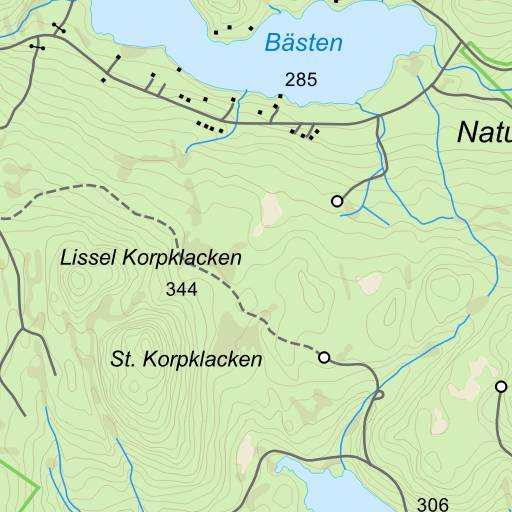 Bästen
285
Natu
Lissel Korpklacken
344
St. Korpklacken
306